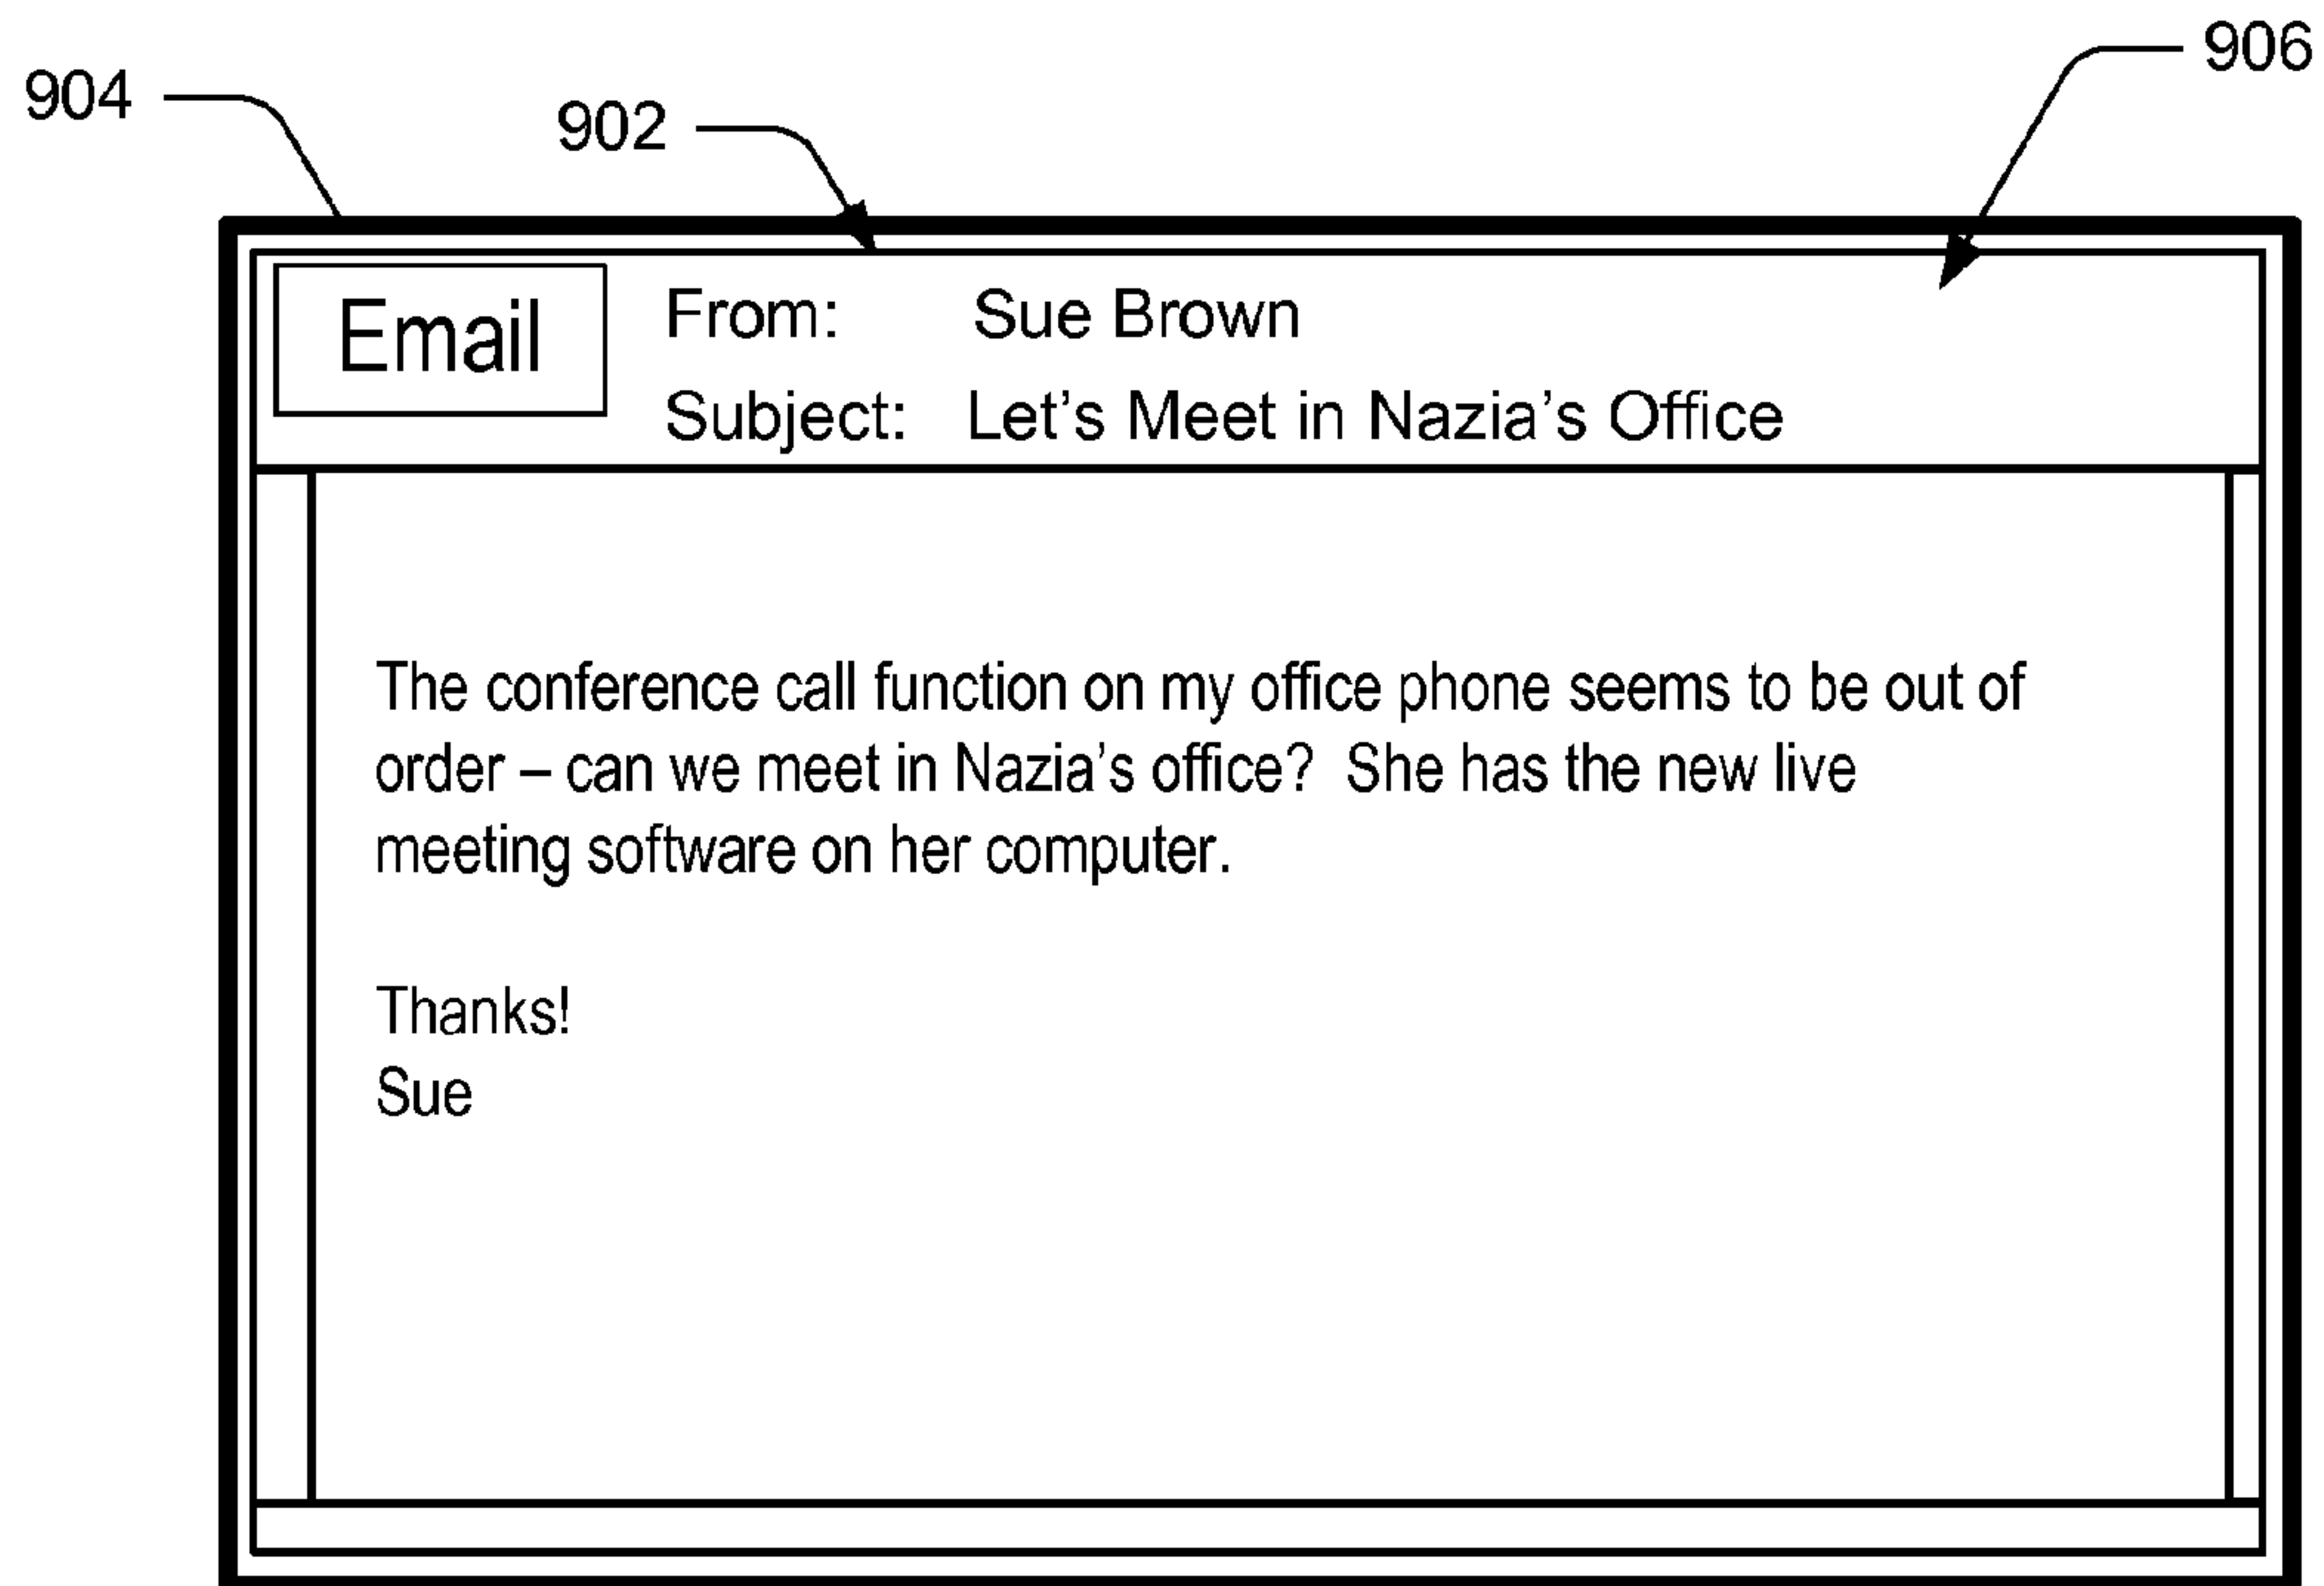 906
904
902
Email
From: Sue Brown
Subject: Let’s Meet in Nazia’s Office
The conference call function on my office phone seems to be out of
order – can we meet in Nazia’s office? She has the new live
meeting software on her computer.
Thanks!
Sue